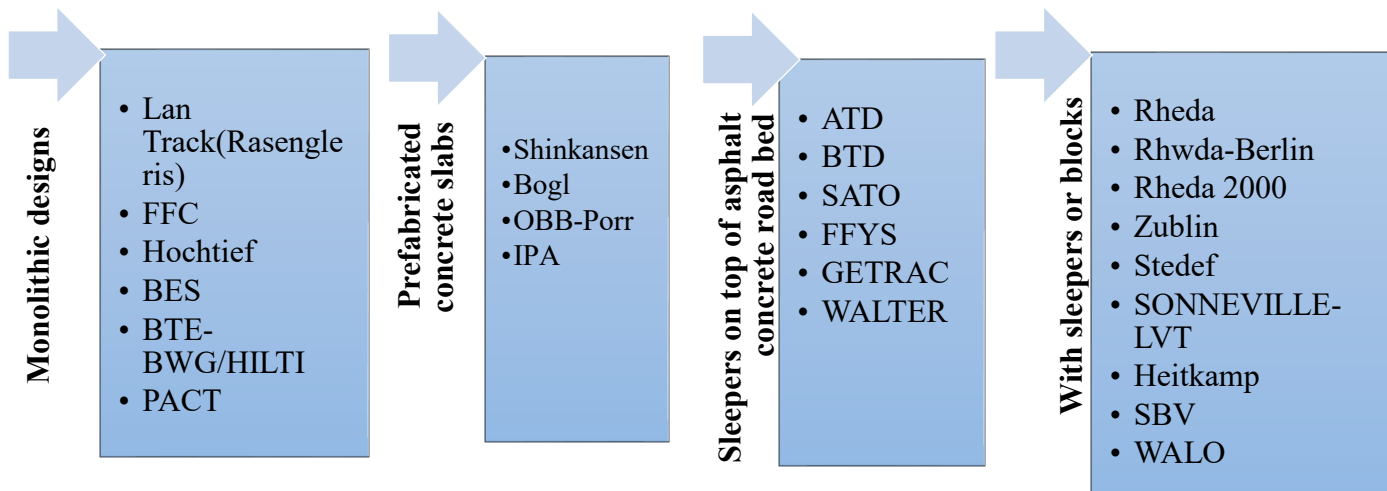 Monolithic designs
• Lan
Track(Rasengle
ris)
• FFC
• Hochtief
• BES
• BTE-
BWG/HILTI
• PACT
Prefabricated
concrete slabs
•Shinkansen
•Bogl
•OBB-Porr
•IPA
Sleepers on top of asphalt
concrete road bed
• ATD
• BTD
• SATO
• FFYS
• GETRAC
• WALTER
With sleepers or blocks
• Rheda
• Rhwda-Berlin
• Rheda 2000
• Zublin
• Stedef
• SONNEVILLE-
LVT
• Heitkamp
• SBV
• WALO